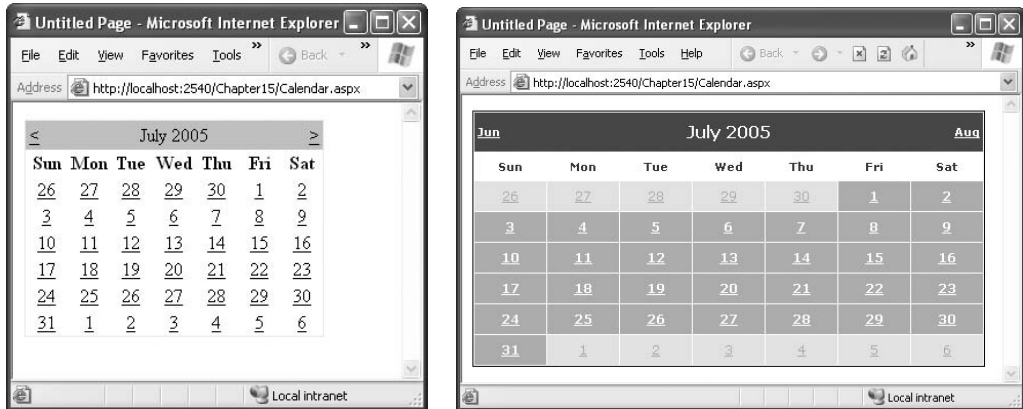 Untitled Page - Microsoft Internet Explorer
File Edit View Favorites Tools » Back »
Address http://localhost:2540/Chapter15/Calendar.aspx
< July 2005 >
Sun Mon Tue Wed Thu Fri Sat
26 27 28 29 30 1 2
3 4 5 6 7 8 9
10 11 12 13 14 15 16
17 18 19 20 21 22 23
24 25 26 27 28 29 30
31 1 2 3 4 5 6
Local intranet
Untitled Page - Microsoft Internet Explorer
File Edit View Favorites Tools Help Back »
Address http://localhost:2540/Chapter15/Calendar.aspx
Jun July 2005 Aug
Sun Mon Tue Wed Thu Fri Sat
26 27 28 29 30 1 2
3 4 5 6 7 8 9
10 11 12 13 14 15 16
17 18 19 20 21 22 23
24 25 26 27 28 29 30
31 1 2 3 4 5 6
Local intranet